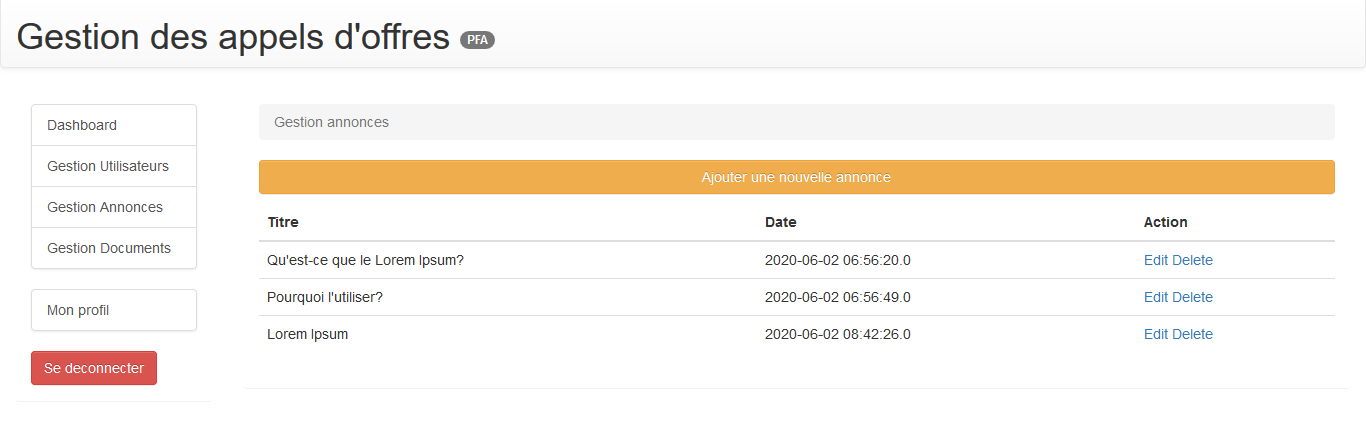 Gestion des appels d'offres PFA
Dashboard
Gestion Utilisateurs
Gestion Annonces
Gestion Documents
Mon profil
Se deconnecter
Gestion annonces
Ajouter une nouvelle annonce
Titre Date Action
Qu'est-ce que le Lorem Ipsum? 2020-06-02 06:56:20.0 Edit Delete
Pourquoi l'utiliser? 2020-06-02 06:56:49.0 Edit Delete
Lorem Ipsum 2020-06-02 08:42:26.0 Edit Delete